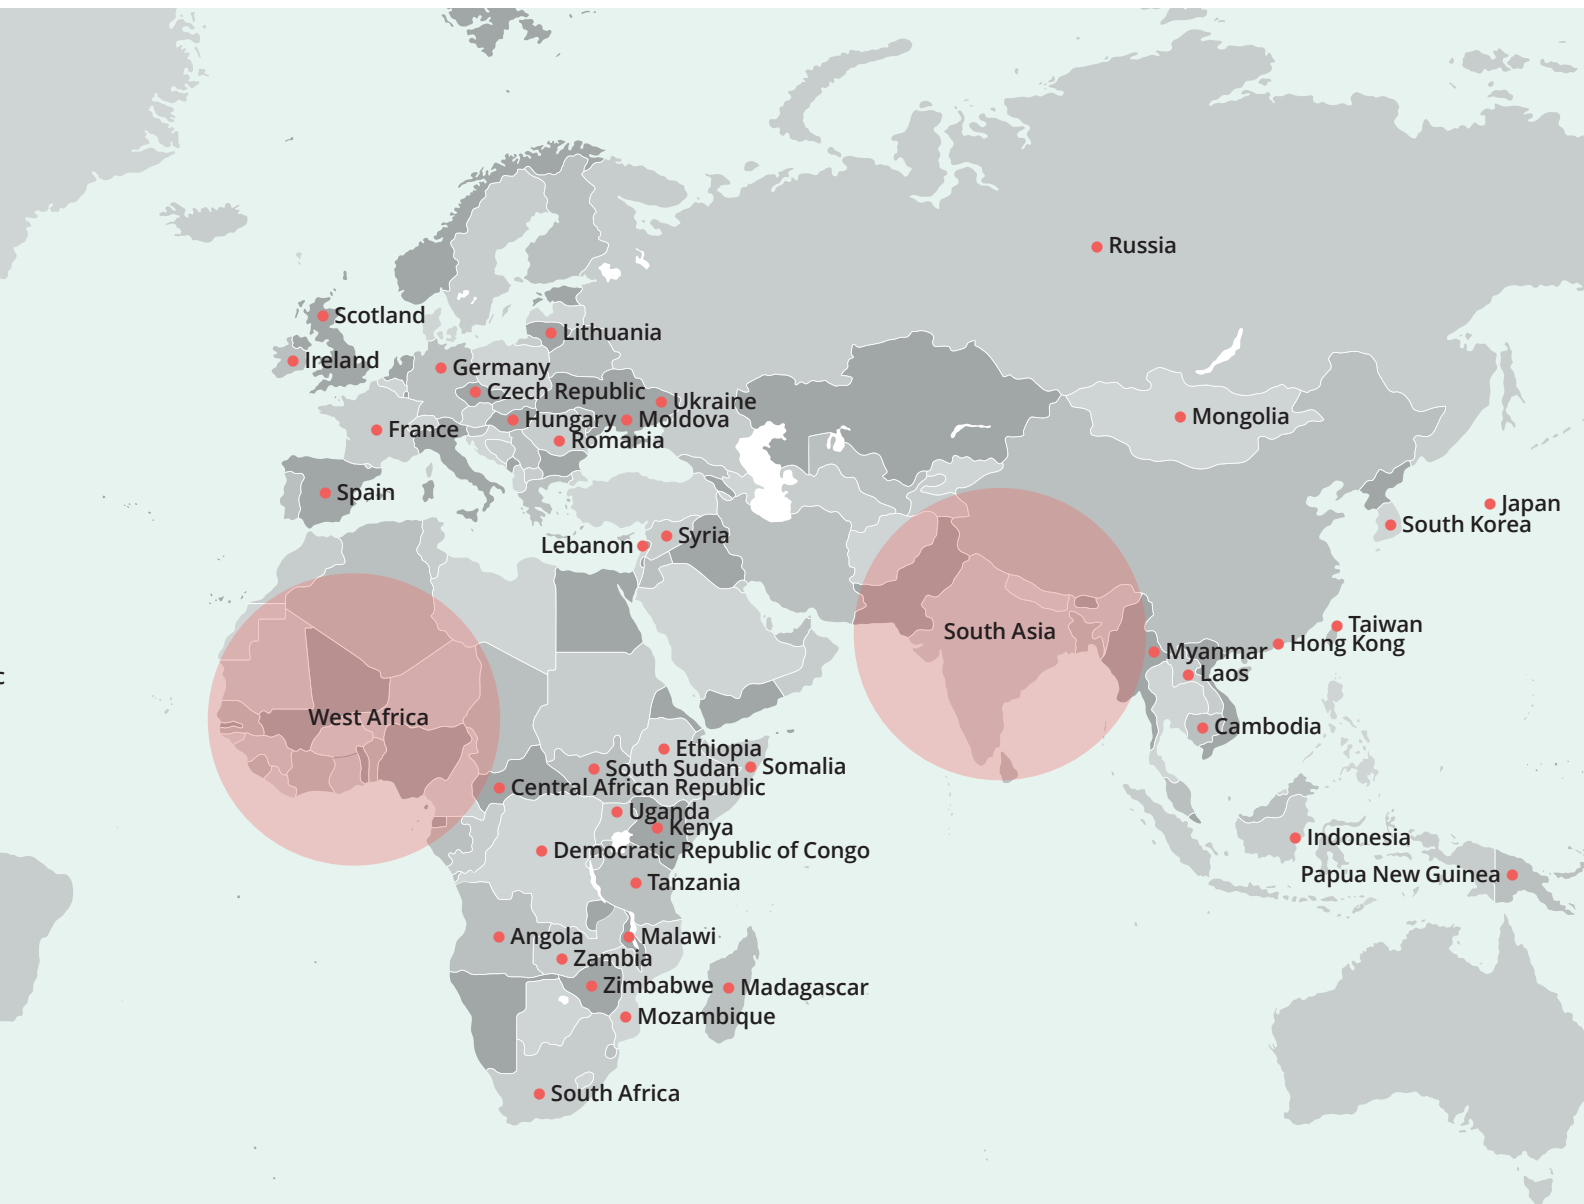 Russia
Scotland
Lithuania
Ireland
Germany
Czech Republic
Ukraine
Hungary
Moldova
Mongolia
France
Romania
Spain
Japan
South Korea
Syria
Lebanon
Taiwan
South Asia
Hong Kong
Myanmar
Laos
c
West Africa
Cambodia
Ethiopia
South Sudan
Somalia
Central African Republic
Uganda
Kenya
Indonesia
Democratic Republic of Congo
Papua New Guinea
Tanzania
Angola
Malawi
Zambia
Zimbabwe
Madagascar
Mozambique
South Africa